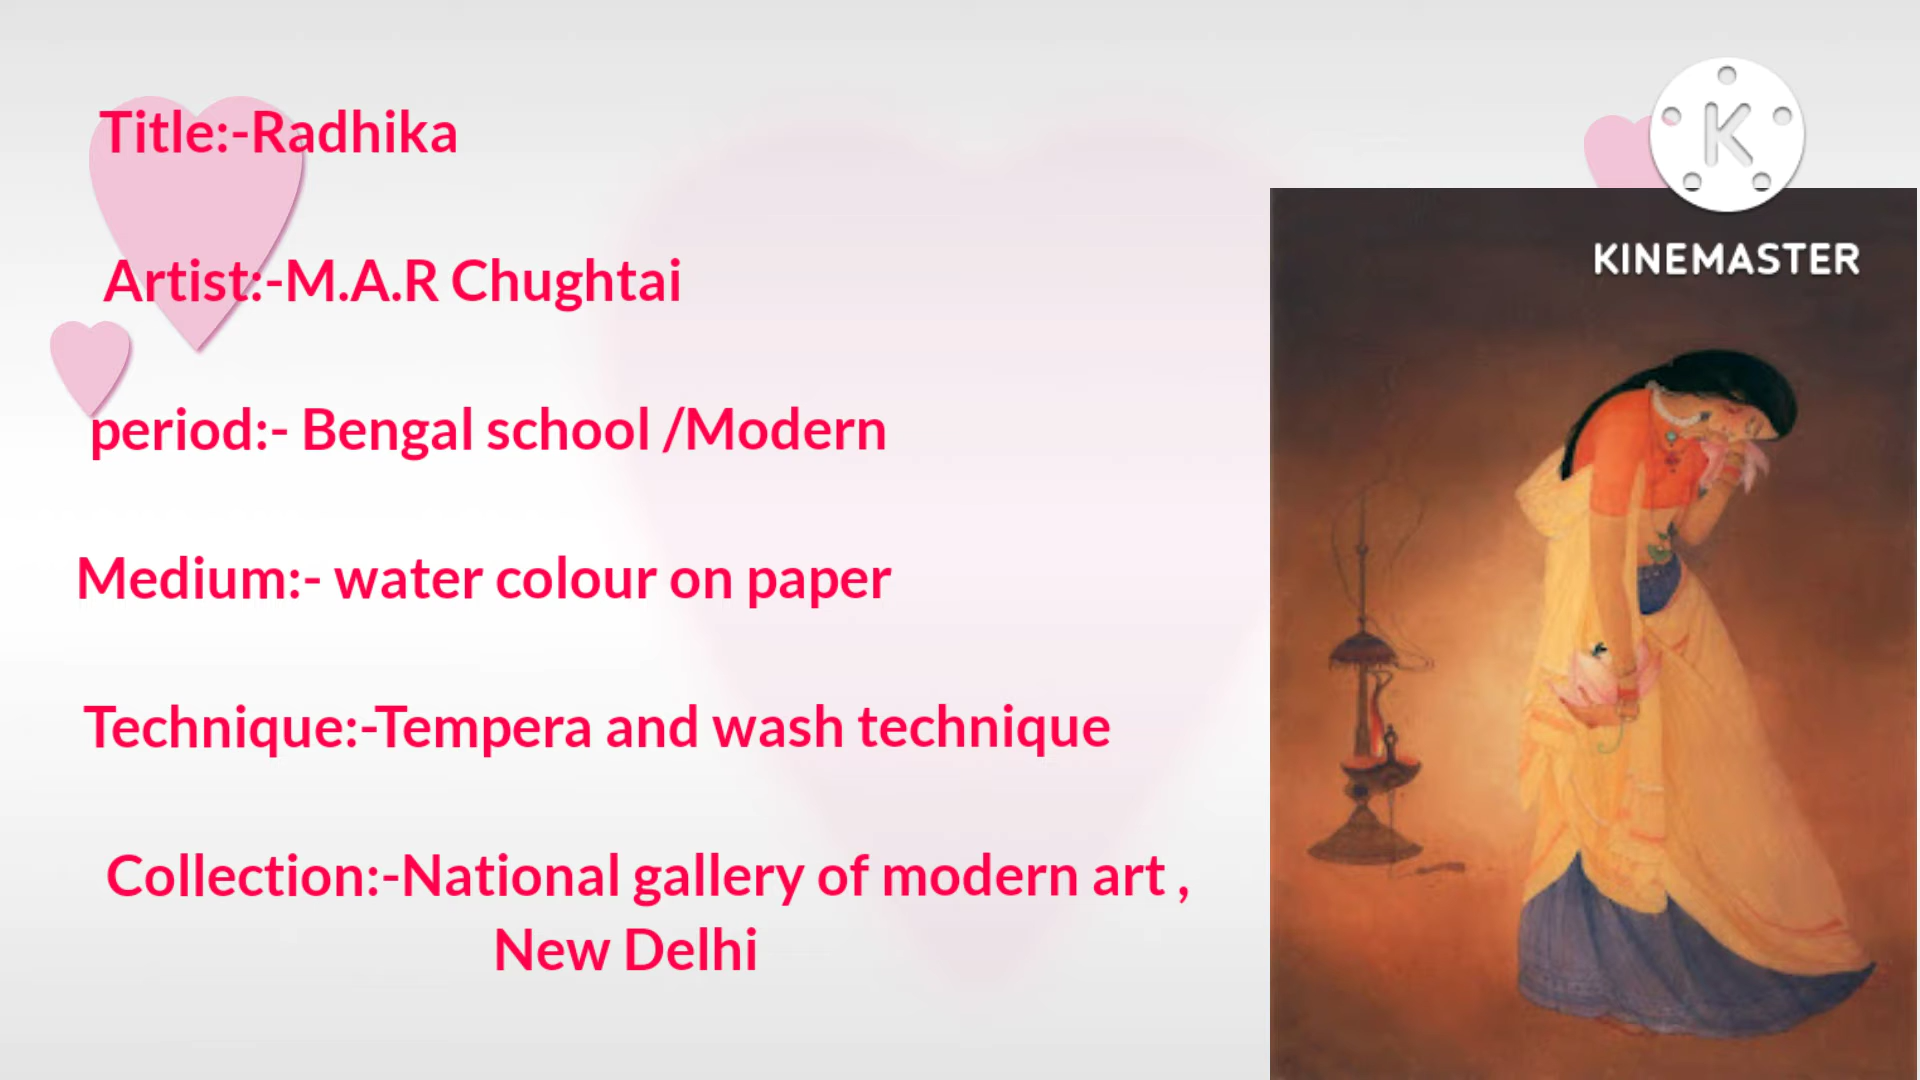 Title:-Radhika
Artist:-M.A.R Chughtai
period:- Bengal school /Modern
Medium:- water colour on paper
Technique:-Tempera and wash technique
Collection:-National gallery of modern art ,
New Delhi
K
KINEMASTER